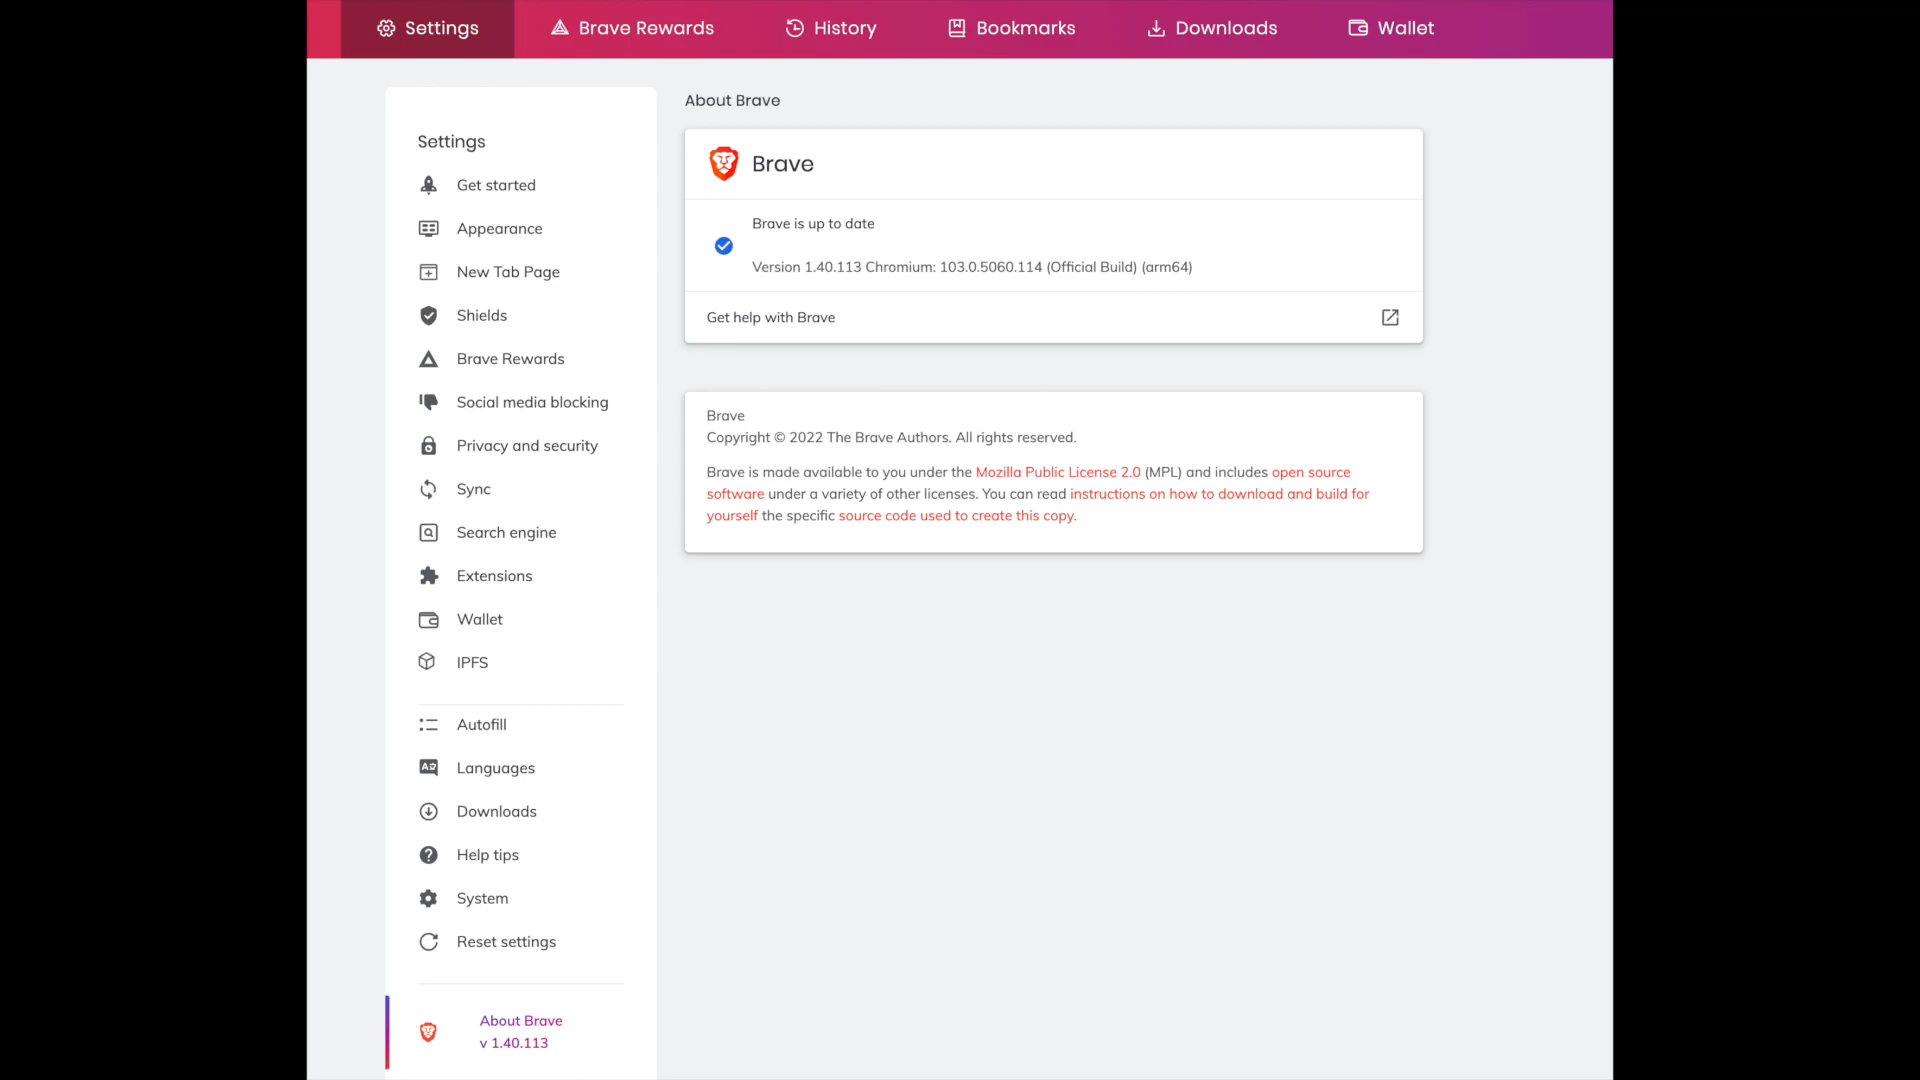 Settings
Brave Rewards
History
Bookmarks
Downloads
Wallet
Settings
Get started
Appearance
New Tab Page
Shields
Brave Rewards
Social media blocking
Privacy and security
Sync
Search engine
Extensions
Wallet
IPFS
Autofill
Languages
Downloads
Help tips
System
Reset settings
About Brave
v 1.40.113
About Brave
Brave
Brave is up to date
Version 1.40.113 Chromium: 103.0.5060.114 (Official Build) (arm64)
Get help with Brave
Brave
Copyright © 2022 The Brave Authors. All rights reserved.
Brave is made available to you under the Mozilla Public License 2.0 (MPL) and includes open source
software under a variety of other licenses. You can read instructions on how to download and build for
yourself the specific source code used to create this copy.